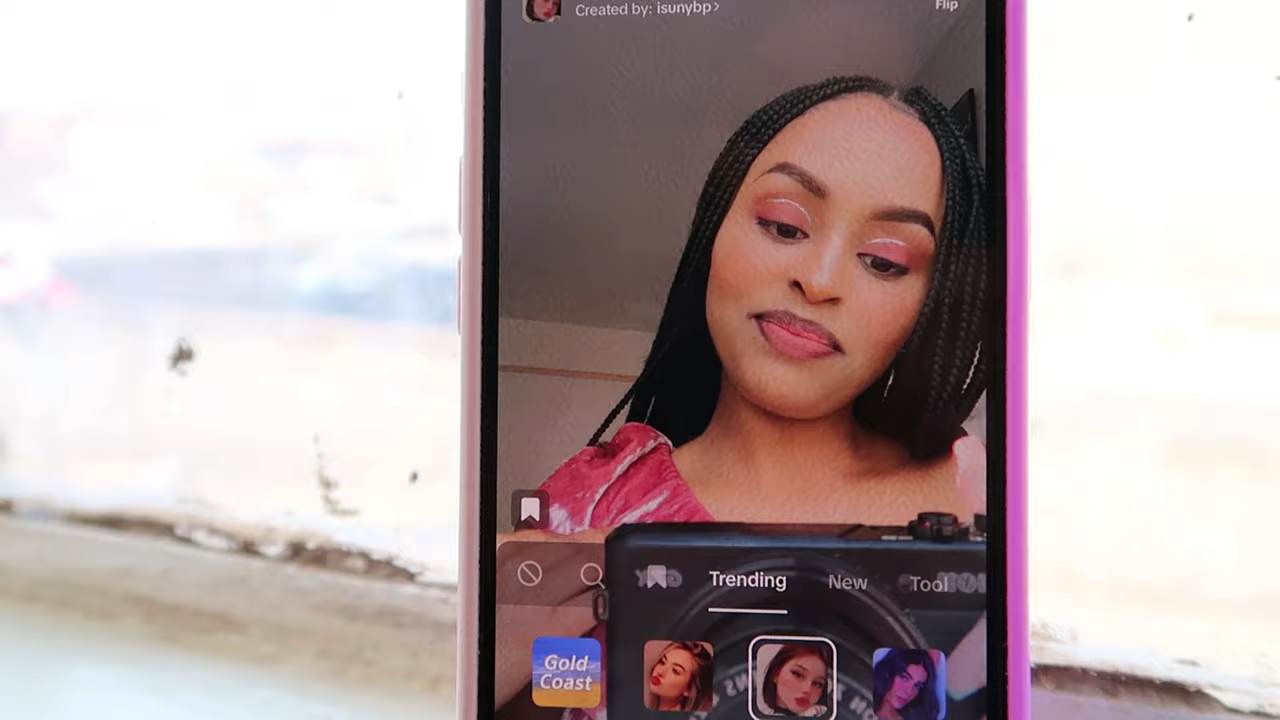 Created by: isunybp >
Flip
Trending
New
Tool
Gold
Coast